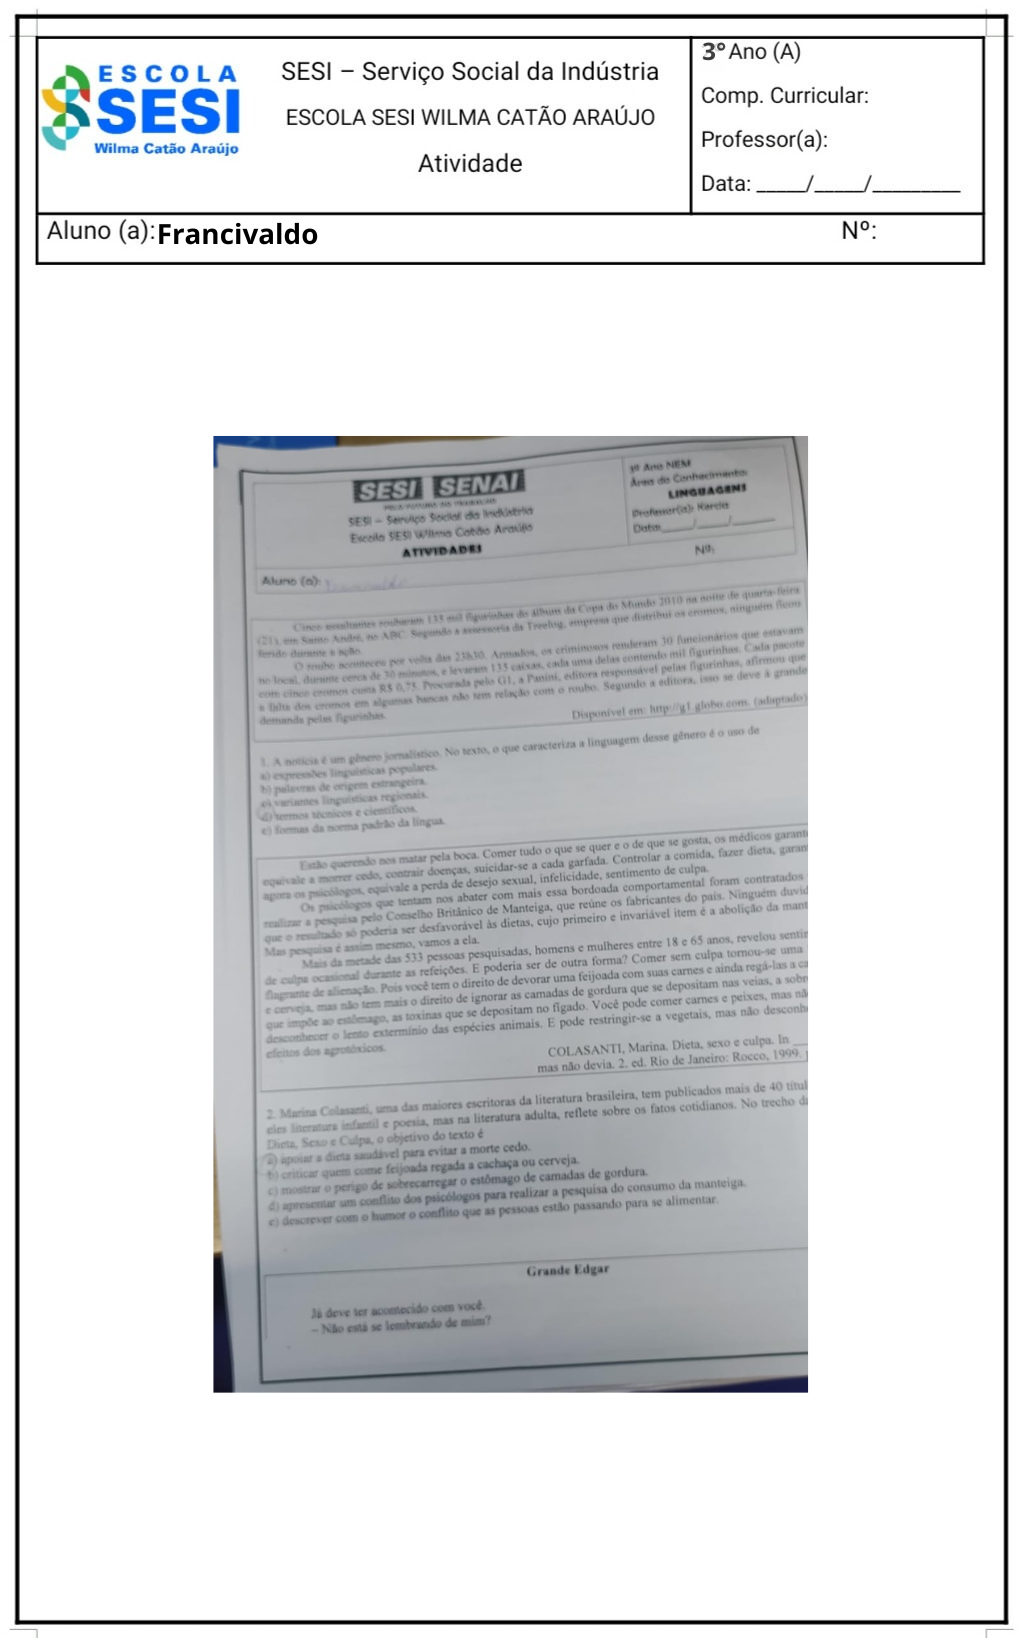 ESCOLA
SESI
Wilma Catão Araújo
SESI – Serviço Social da Indústria
ESCOLA SESI WILMA CATÃO ARAÚJO
Atividade
3º Ano (A)
Comp. Curricular:
Professor(a):
Data: _____/_____/_________
Aluno (a): Francivaldo
Nº:
SESI SENAI
SESI – Serviço Social da Indústria
Escola SESI Wilma Catão Araújo
ATIVIDADES
3º Ano NEM
Área do Conhecimento:
LINGUAGENS
Professor(a): Kercia
Data:_____/_____/_______
Nº:
Aluno (a):
Cinco assaltantes roubaram 135 mil figurinhas do álbum da Copa do Mundo 2010 na noite de quarta-feira
(21), em Santo André, no ABC. Segundo a assessoria da Treelog, empresa que distribui os cromos, ninguém ficou
ferido durante a ação.
O roubo aconteceu por volta das 23h30. Armados, os criminosos renderam 30 funcionários que estavam
no local, durante cerca de 30 minutos, e levaram 135 caixas, cada uma delas contendo mil figurinhas. Cada pacote
com cinco cromos custa R$ 0,75. Procurada pelo G1, a Panini, editora responsável pelas figurinhas, afirmou que
a falta dos cromos em algumas bancas não tem relação com o roubo. Segundo a editora, isso se deve à grande
demanda pelas figurinhas.
Disponível em: http://g1.globo.com. (adaptado)
1. A notícia é um gênero jornalístico. No texto, o que caracteriza a linguagem desse gênero é o uso de
a) expressões linguísticas populares.
b) palavras de origem estrangeira.
c) variantes linguísticas regionais.
d) termos técnicos e científicos.
e) formas da norma padrão da língua.
Estão querendo nos matar pela boca. Comer tudo o que se quer e o de que se gosta, os médicos garant
equivale a morrer cedo, contrair doenças, suicidar-se a cada garfada. Controlar a comida, fazer dieta, garan
agora os psicólogos, equivale a perda de desejo sexual, infelicidade, sentimento de culpa.
Os psicólogos que tentam nos abater com mais essa bordoada comportamental foram contratados
realizar a pesquisa pelo Conselho Britânico de Manteiga, que reúne os fabricantes do país. Ninguém duvid
que o resultado só poderia ser desfavorável às dietas, cujo primeiro e invariável item é a abolição da mant
Mas pesquisa é assim mesmo, vamos a ela.
Mais da metade das 533 pessoas pesquisadas, homens e mulheres entre 18 e 65 anos, revelou sentir
de culpa ocasional durante as refeições. E poderia ser de outra forma? Comer sem culpa tornou-se uma
flagrante de alienação. Pois você tem o direito de devorar uma feijoada com suas carnes e ainda regá-las a ca
e cerveja, mas não tem mais o direito de ignorar as camadas de gordura que se depositam nas veias, a sobr
que impõe ao estômago, as toxinas que se depositam no fígado. Você pode comer carnes e peixes, mas nã
desconhecer o lento extermínio das espécies animais. E pode restringir-se a vegetais, mas não desconh
efeitos dos agrotóxicos.
COLASANTI, Marina. Dieta, sexo e culpa. In ___
mas não devia. 2. ed. Rio de Janeiro: Rocco, 1999.
2. Marina Colasanti, uma das maiores escritoras da literatura brasileira, tem publicados mais de 40 títul
eles literatura infantil e poesia, mas na literatura adulta, reflete sobre os fatos cotidianos. No trecho d
Dieta, Sexo e Culpa, o objetivo do texto é
a) apoiar a dieta saudável para evitar a morte cedo.
b) criticar quem come feijoada regada a cachaça ou cerveja.
c) mostrar o perigo de sobrecarregar o estômago de camadas de gordura.
d) apresentar um conflito dos psicólogos para realizar a pesquisa do consumo da manteiga.
e) descrever com o humor o conflito que as pessoas estão passando para se alimentar.
Grande Edgar
Já deve ter acontecido com você.
– Não está se lembrando de mim?